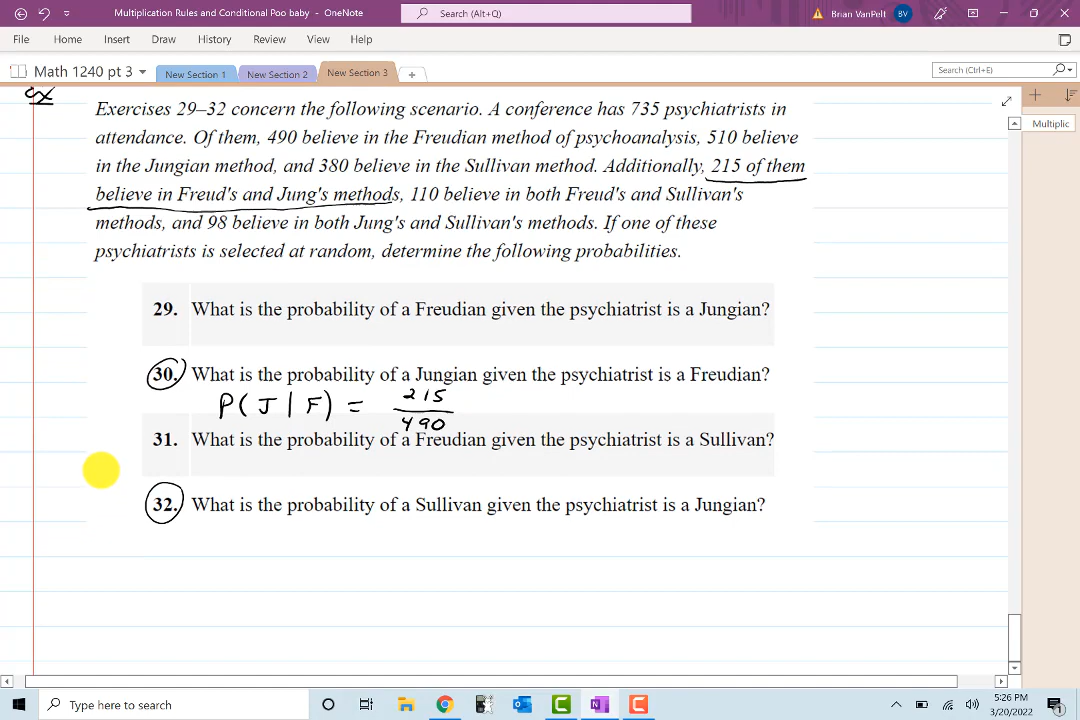 Multiplication Rules and Conditional Poo baby - OneNote
Search (Alt+Q)
Brian VanPelt
BV
File Home Insert Draw History Review View Help
Math 1240 pt 3
New Section 1
New Section 2
New Section 3
Search (Ctrl+E)
Multiplic
Ex
Exercises 29–32 concern the following scenario. A conference has 735 psychiatrists in
attendance. Of them, 490 believe in the Freudian method of psychoanalysis, 510 believe
in the Jungian method, and 380 believe in the Sullivan method. Additionally, 215 of them
believe in Freud's and Jung's methods, 110 believe in both Freud's and Sullivan's
methods, and 98 believe in both Jung's and Sullivan's methods. If one of these
psychiatrists is selected at random, determine the following probabilities.
29. What is the probability of a Freudian given the psychiatrist is a Jungian?
30. What is the probability of a Jungian given the psychiatrist is a Freudian?
P(J|F) = 215
490
31. What is the probability of a Freudian given the psychiatrist is a Sullivan?
32. What is the probability of a Sullivan given the psychiatrist is a Jungian?
Type here to search
5:26 PM
3/20/2022
1